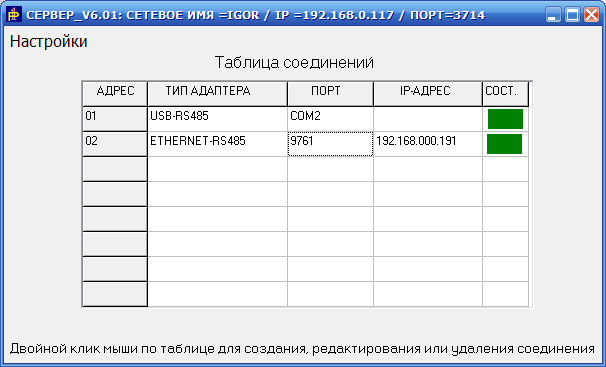 СЕРВЕР_V6.01: СЕТЕВОЕ ИМЯ =IGOR / IP =192.168.0.117 / ПОРТ=3714
Настройки
Таблица соединений
АДРЕС ТИП АДАПТЕРА ПОРТ IP-АДРЕС СОСТ.
01 USB-RS485 COM2
02 ETHERNET-RS485 9761 192.168.000.191
Двойной клик мыши по таблице для создания, редактирования или удаления соединения